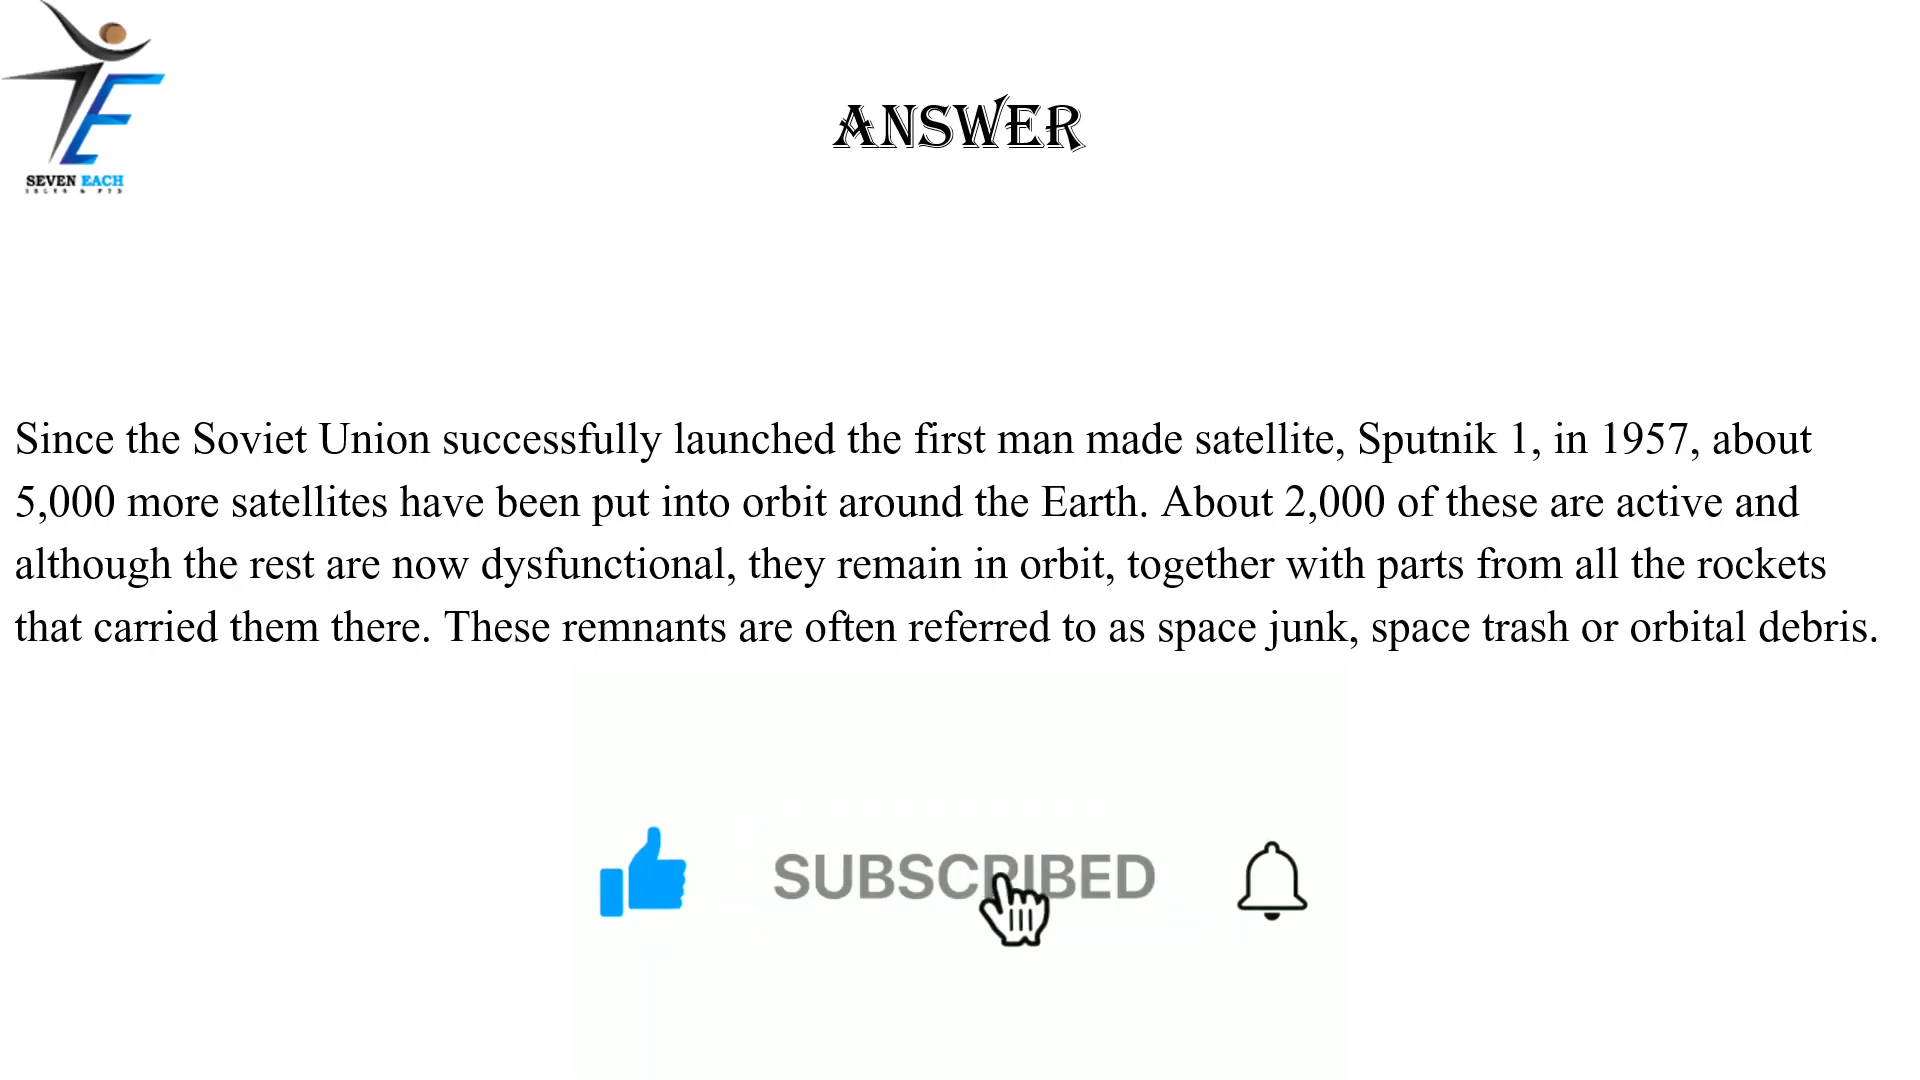 ANSWER
SEVEN EACH
Since the Soviet Union successfully launched the first man made satellite, Sputnik 1, in 1957, about
5,000 more satellites have been put into orbit around the Earth. About 2,000 of these are active and
although the rest are now dysfunctional, they remain in orbit, together with parts from all the rockets
that carried them there. These remnants are often referred to as space junk, space trash or orbital debris.
SUBSCRIBED